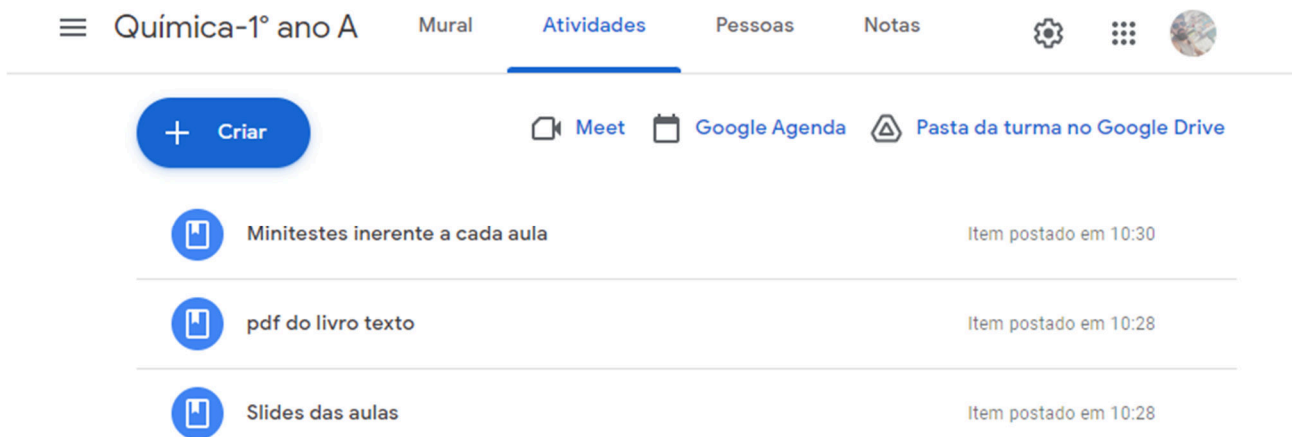 Química-1° ano A Mural Atividades Pessoas Notas
Criar Meet Google Agenda Pasta da turma no Google Drive
Minitestes inerente a cada aula Item postado em 10:30
pdf do livro texto Item postado em 10:28
Slides das aulas Item postado em 10:28